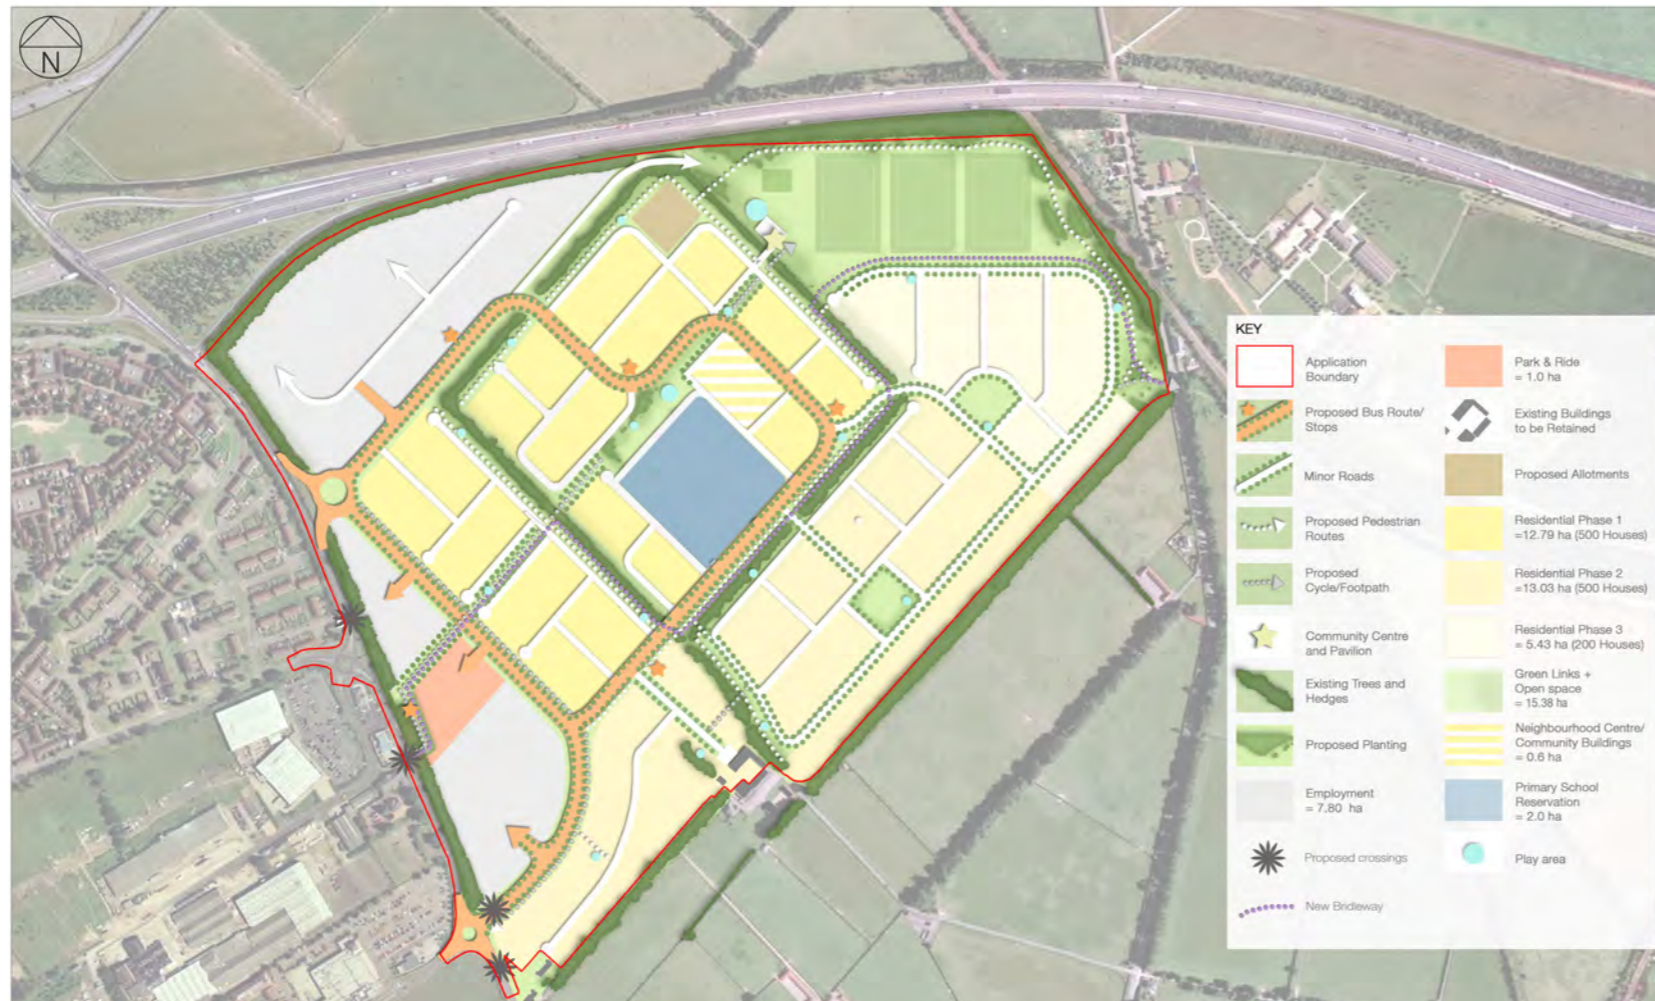 N
KEY
Application
Boundary
Proposed Bus Route/
Stops
Minor Roads
Proposed Pedestrian
Routes
Proposed
Cycle/Footpath
Community Centre
and Pavilion
Existing Trees and
Hedges
Proposed Planting
Employment
= 7.80 ha
Proposed crossings
New Bridleway
Park & Ride
= 1.0 ha
Existing Buildings
to be Retained
Proposed Allotments
Residential Phase 1
=12.79 ha (500 Houses)
Residential Phase 2
=13.03 ha (500 Houses)
Residential Phase 3
= 5.43 ha (200 Houses)
Green Links +
Open space
= 15.38 ha
Neighbourhood Centre/
Community Buildings
= 0.6 ha
Primary School
Reservation
= 2.0 ha
Play area